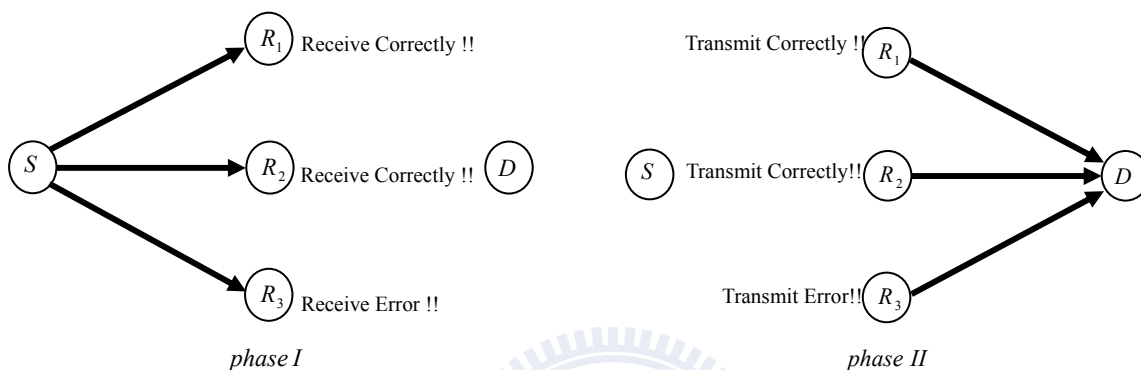 R1 Receive Correctly !!
S
R2 Receive Correctly !!
D
R3 Receive Error !!
phase I
Transmit Correctly !! R1
S
Transmit Correctly!! R2
D
Transmit Error!! R3
phase II